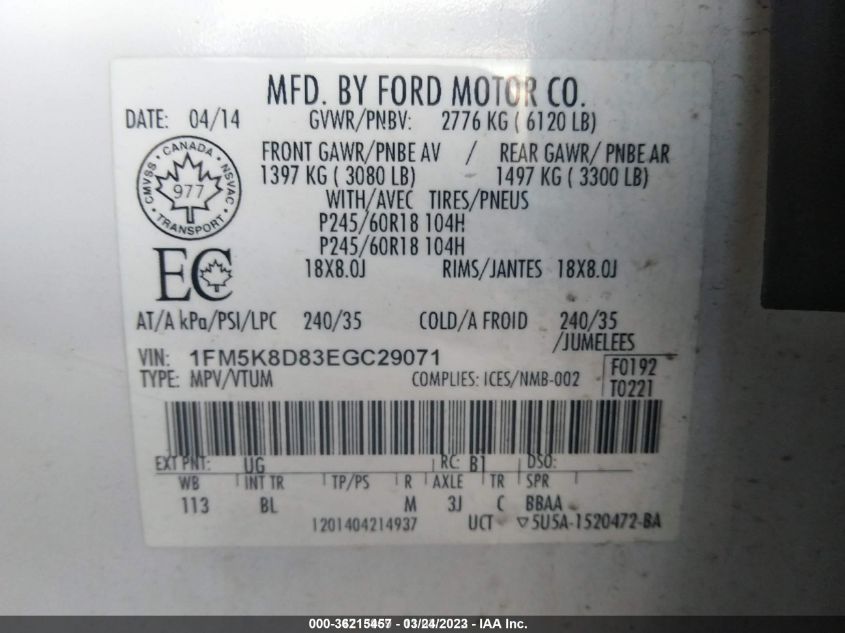 MFD. BY FORD MOTOR CO.
DATE: 04/14 GVWR/PNBV: 2776 KG ( 6120 LB)
FRONT GAWR/PNBE AV / REAR GAWR/ PNBE AR
1397 KG ( 3080 LB) 1497 KG ( 3300 LB)
WITH/AVEC TIRES/PNEUS
P245/60R18 104H
P245/60R18 104H
18X8.0J RIMS/JANTES 18X8.0J
CMVSS • CANADA • NSVAC
977
• TRANSPORT •
EC
AT/A kPa/PSI/LPC 240/35 COLD/A FROID 240/35
/JUMELEES
VIN: 1FM5K8D83EGC29071
TYPE: MPV/VTUM COMPLIES: ICES/NMB-002
F0192
T0221
EXT PNT: UG RC: B1 DSO:
WB INT TR TP/PS R AXLE TR SPR
113 BL M 3J C BBAA
1201404214937 UCT ▽5U5A-1520472-BA
000-36215457 - 03/24/2023 - IAA Inc.